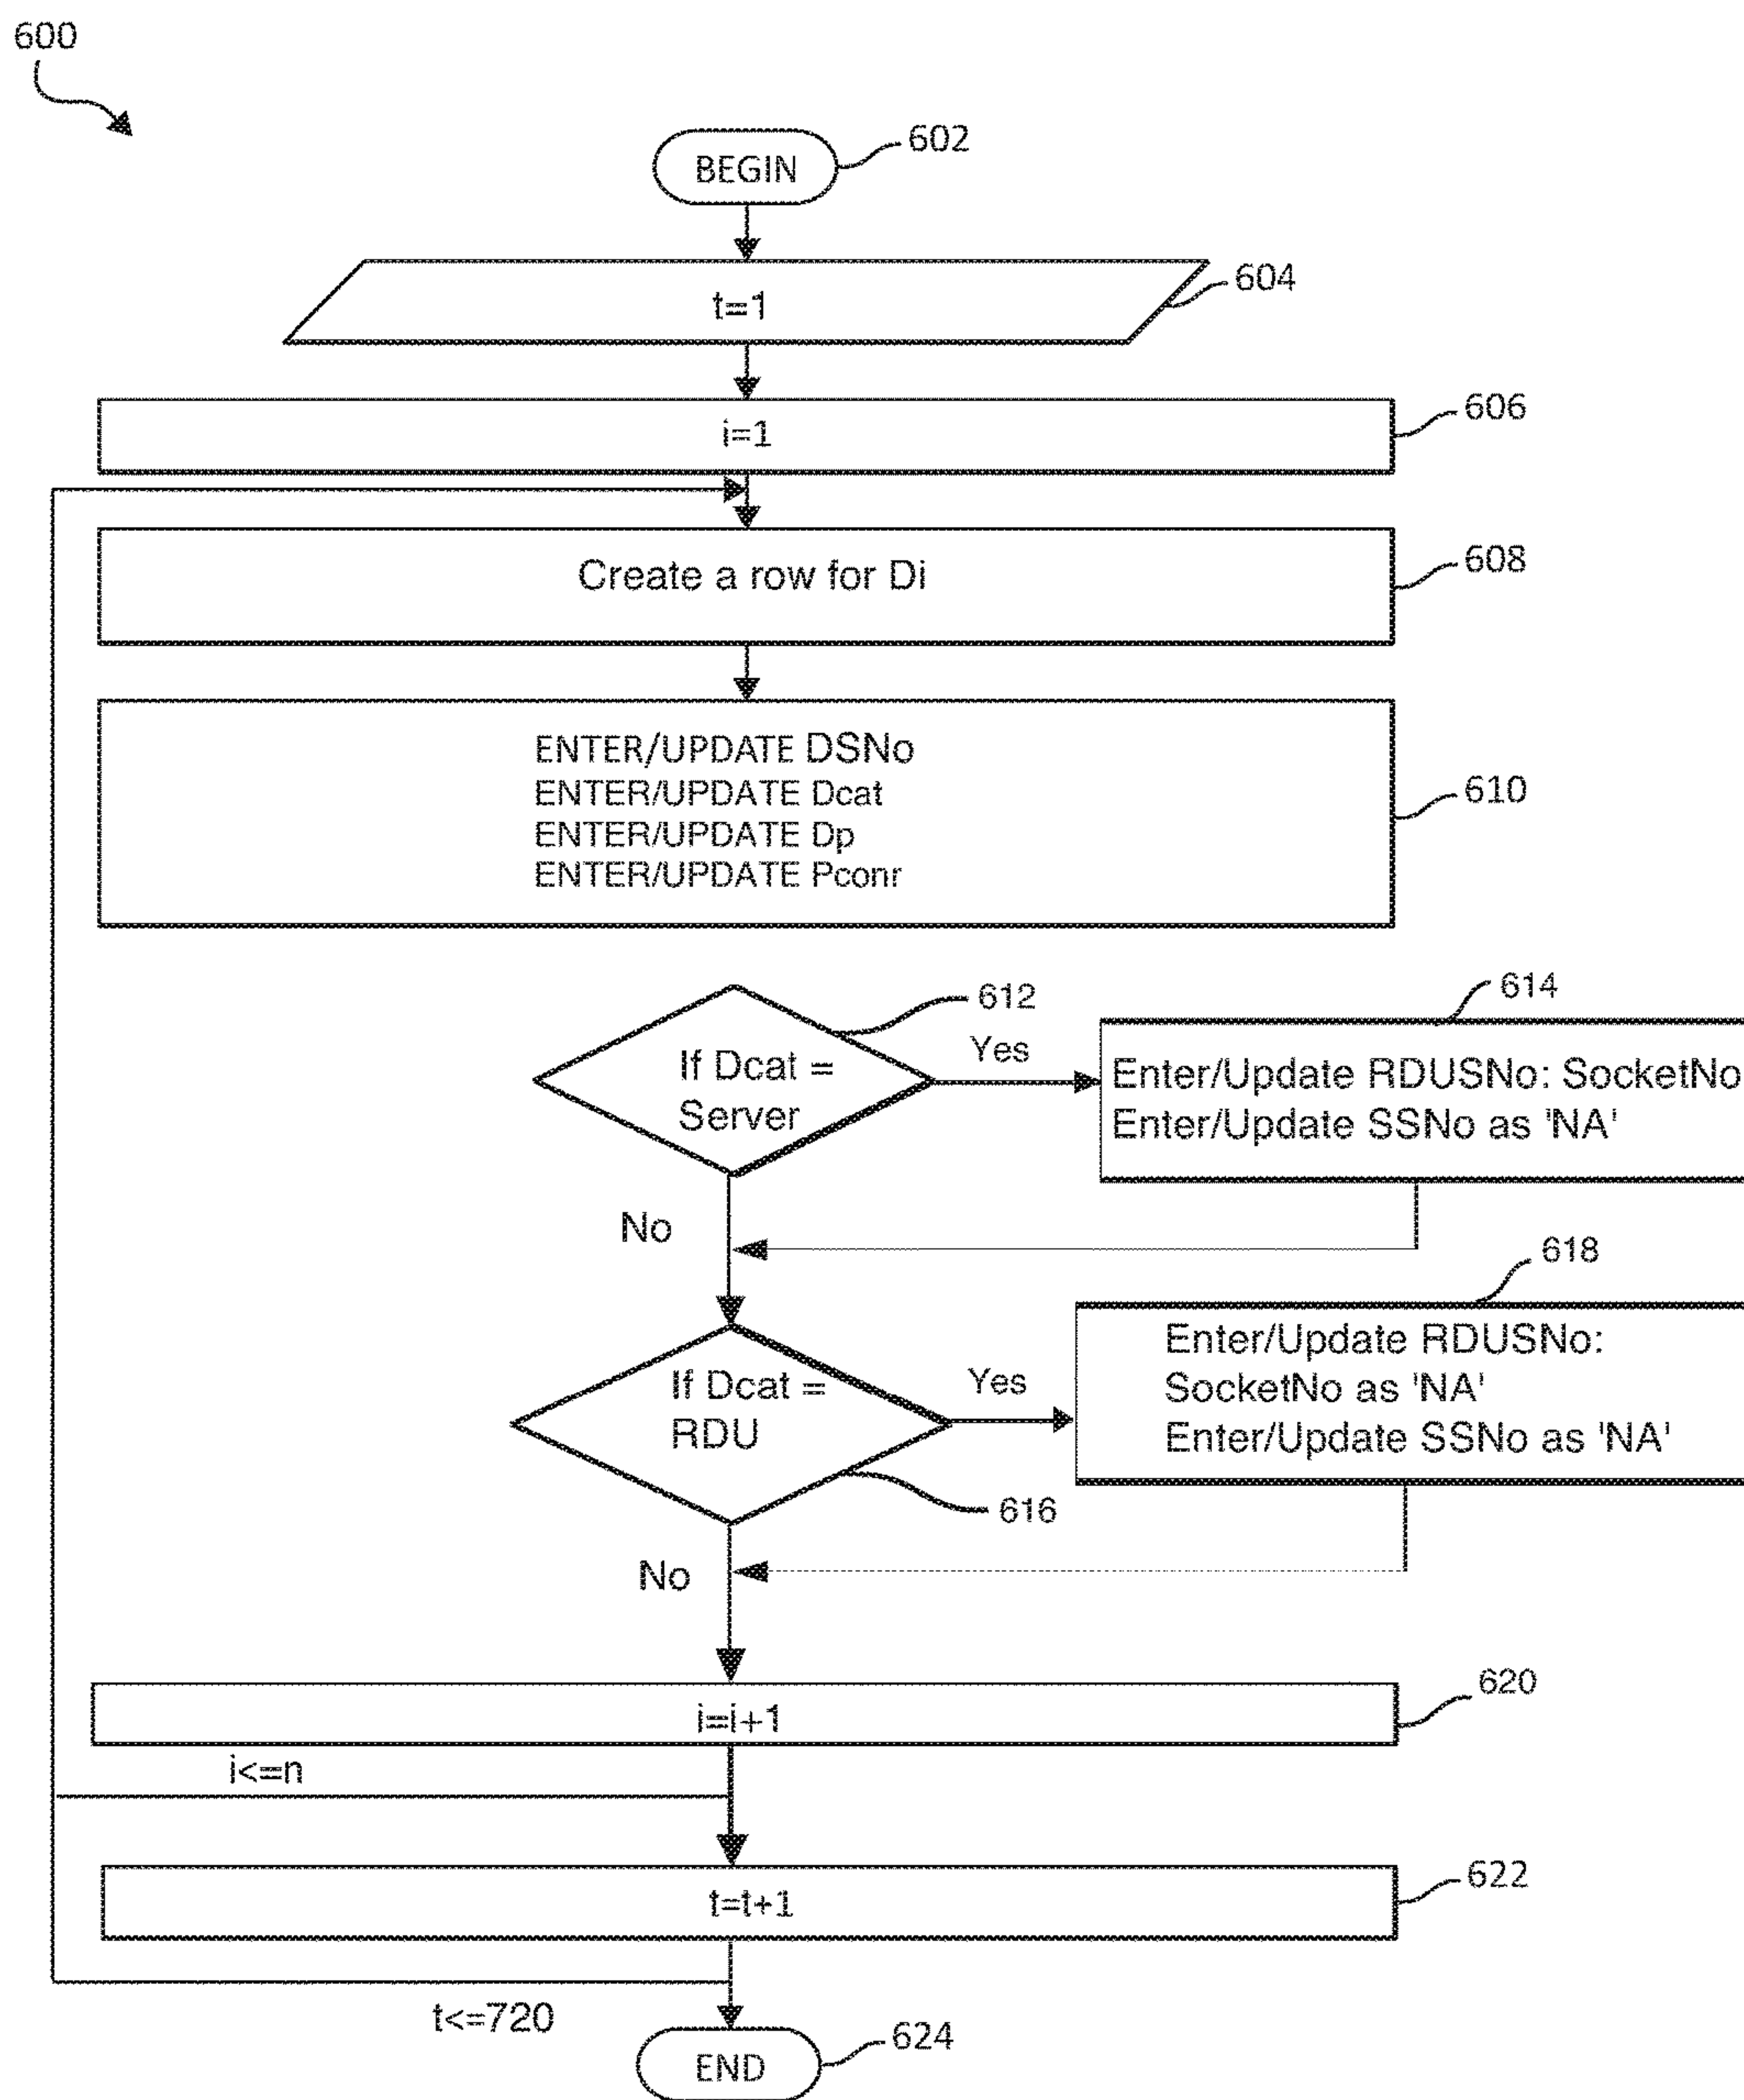 600
BEGIN
602
t=1
604
i=1
606
Create a row for Di
608
ENTER/UPDATE DSNo
ENTER/UPDATE Dcat
ENTER/UPDATE Dp
ENTER/UPDATE Pconr
610
612
If Dcat =
Server
Yes
614
Enter/Update RDUSNo: SocketNo
Enter/Update SSNo as 'NA'
No
618
If Dcat =
RDU
Yes
Enter/Update RDUSNo:
SocketNo as 'NA'
Enter/Update SSNo as 'NA'
616
No
i=i+1
620
i<=n
t=t+1
622
t<=720
END
624